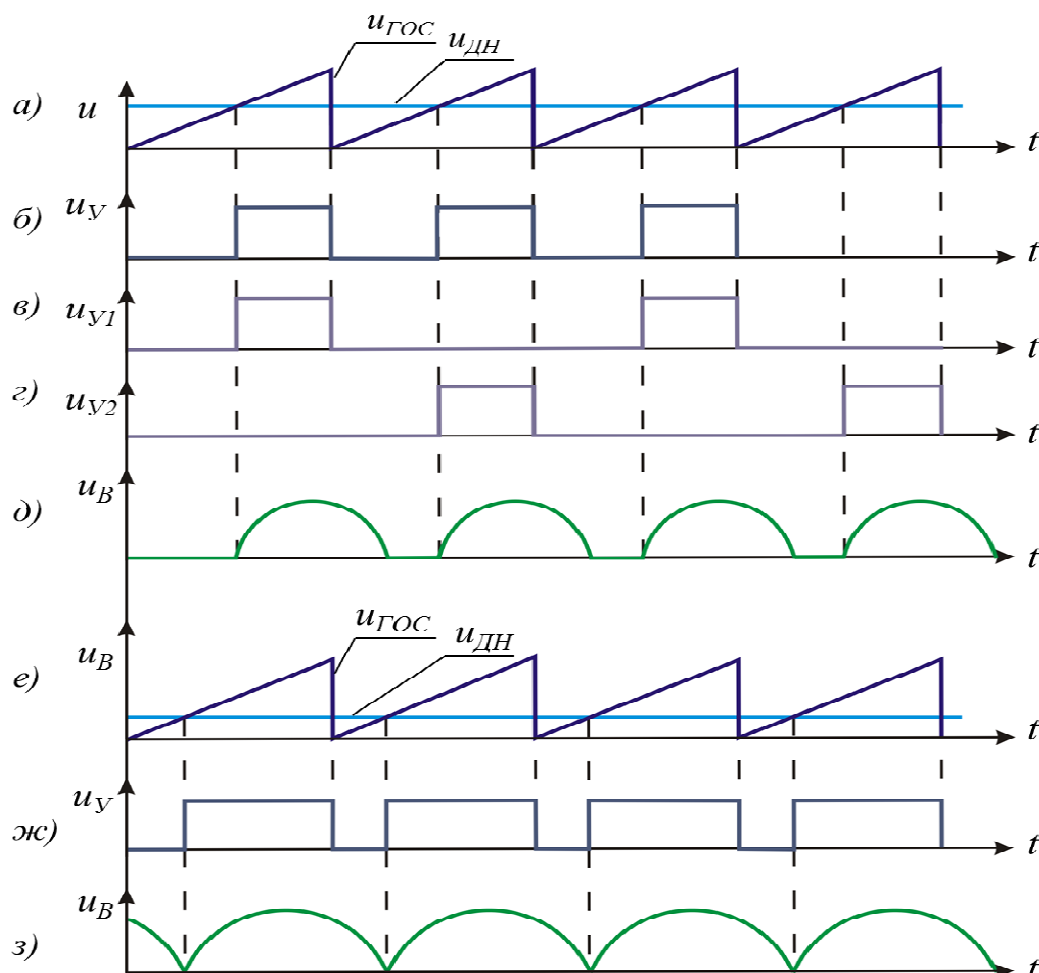 u_ГОС
u_ДН
а) u
t
б) u_У
t
в) u_У1
t
г) u_У2
t
д) u_В
t
u_ГОС
u_ДН
е) u_В
t
ж) u_У
t
з) u_В
t